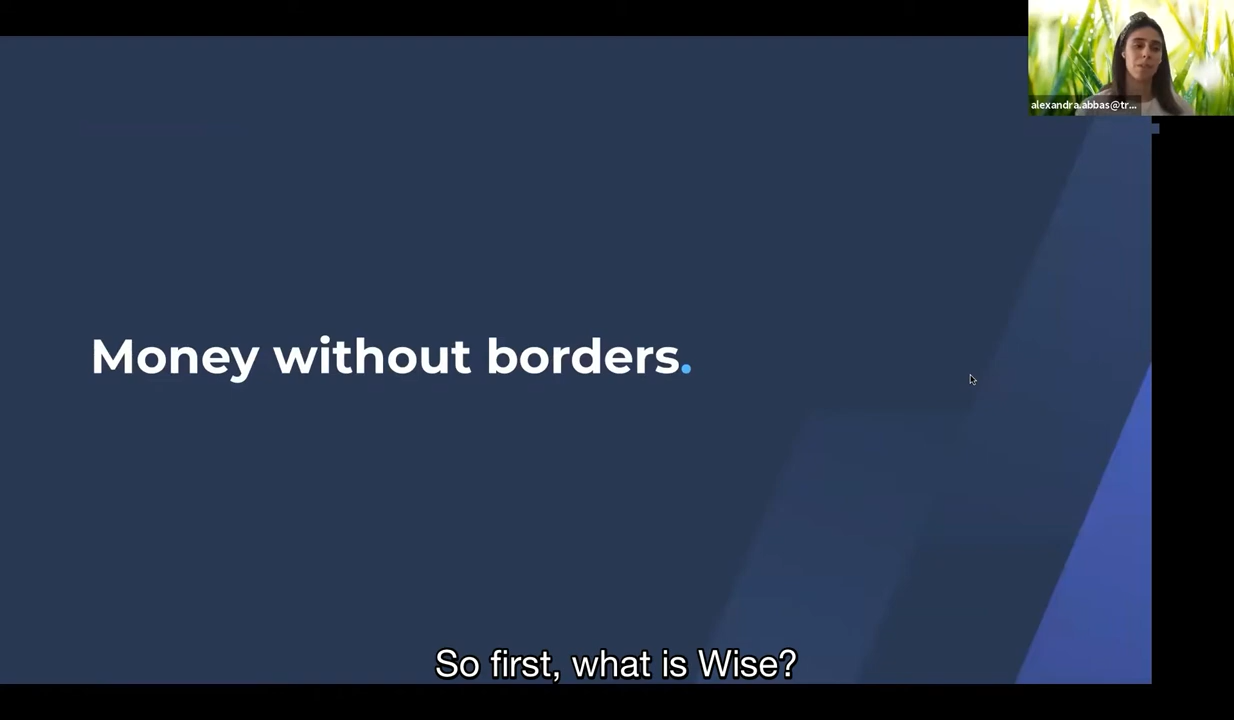 alexandra.abbas@tr...
Money without borders.
So first, what is Wise?